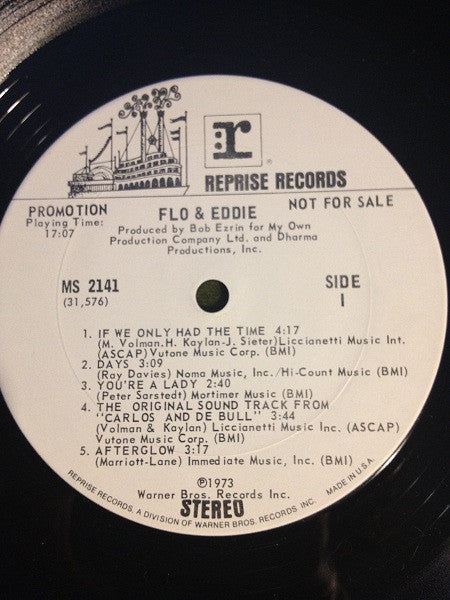 r
®
REPRISE RECORDS
PROMOTION
Playing Time:
17:07
FLO & EDDIE
NOT FOR SALE
Produced by Bob Ezrin for My Own
Production Company Ltd. and Dharma
Productions, Inc.
MS 2141
(31,576)
SIDE
I
1. IF WE ONLY HAD THE TIME 4:17
(M. Volman.H. Kaylan-J. Sieter)Liccianetti Music Int.
(ASCAP)Vutone Music Corp. (BMI)
2. DAYS 3:09
(Ray Davies) Noma Music, Inc./Hi-Count Music (BMI)
3. YOU'RE A LADY 2:40
(Peter Sarstedt) Mortimer Music (BMI)
4. THE ORIGINAL SOUND TRACK FROM
"CARLOS AND DE BULL" 3:44
(Volman & Kaylan) Liccianetti Music Inc. (ASCAP)
Vutone Music Corp. (BMI)
5. AFTERGLOW 3:17
(Marriott-Lane) Immediate Music, Inc. (BMI)
℗1973
Warner Bros. Records Inc.
STEREO
REPRISE RECORDS, A DIVISION OF WARNER BROS. RECORDS INC. MADE IN U.S.A.